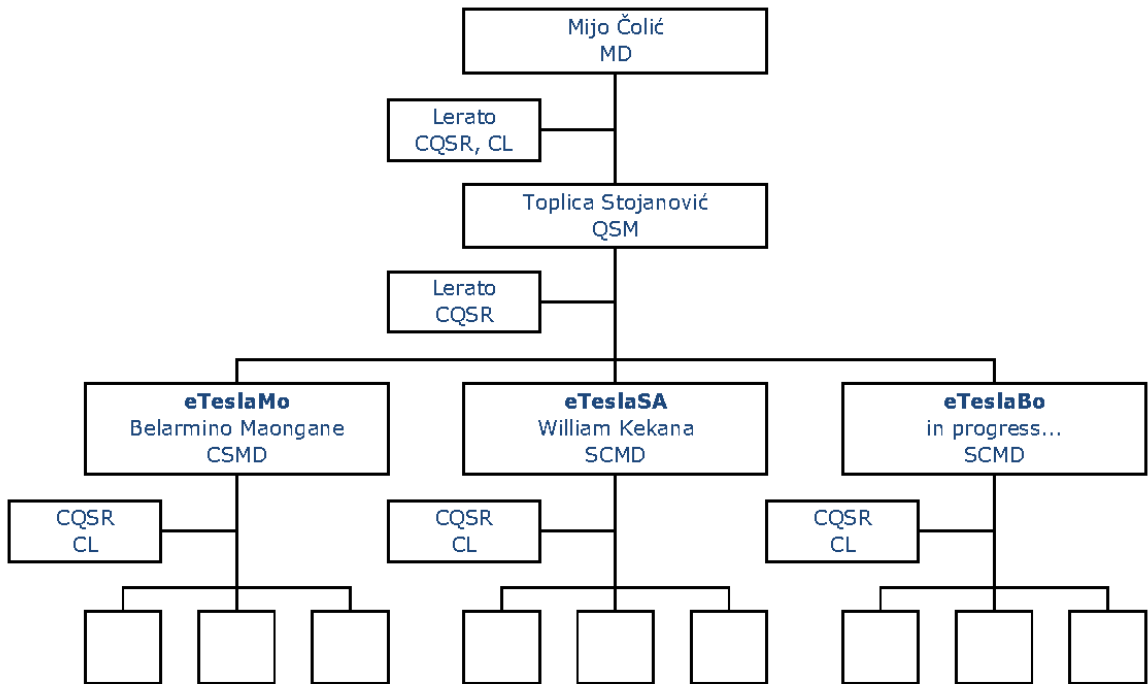 Mijo Čolić
MD
Lerato
CQSR, CL
Toplica Stojanović
QSM
Lerato
CQSR
eTeslaMo
Belarmino Maongane
CSMD
eTeslaSA
William Kekana
SCMD
eTeslaBo
in progress...
SCMD
CQSR
CL
CQSR
CL
CQSR
CL